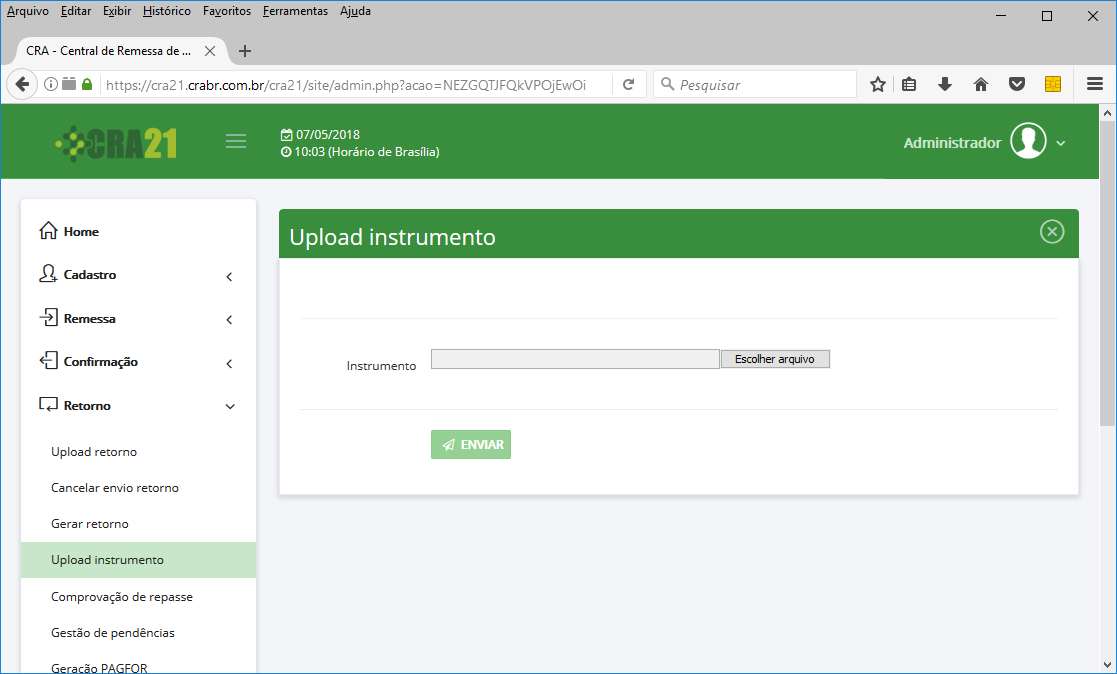 Arquivo Editar Exibir Histórico Favoritos Ferramentas Ajuda
CRA - Central de Remessa de ...
https://cra21.crabr.com.br/cra21/site/admin.php?acao=NEZGQTJFQkVPOjEwOi
Pesquisar
CRA21
07/05/2018
10:03 (Horário de Brasília)
Administrador
Home
Cadastro
Remessa
Confirmação
Retorno
Upload retorno
Cancelar envio retorno
Gerar retorno
Upload instrumento
Comprovação de repasse
Gestão de pendências
Geração PAGFOR
Upload instrumento
Instrumento
Escolher arquivo
ENVIAR